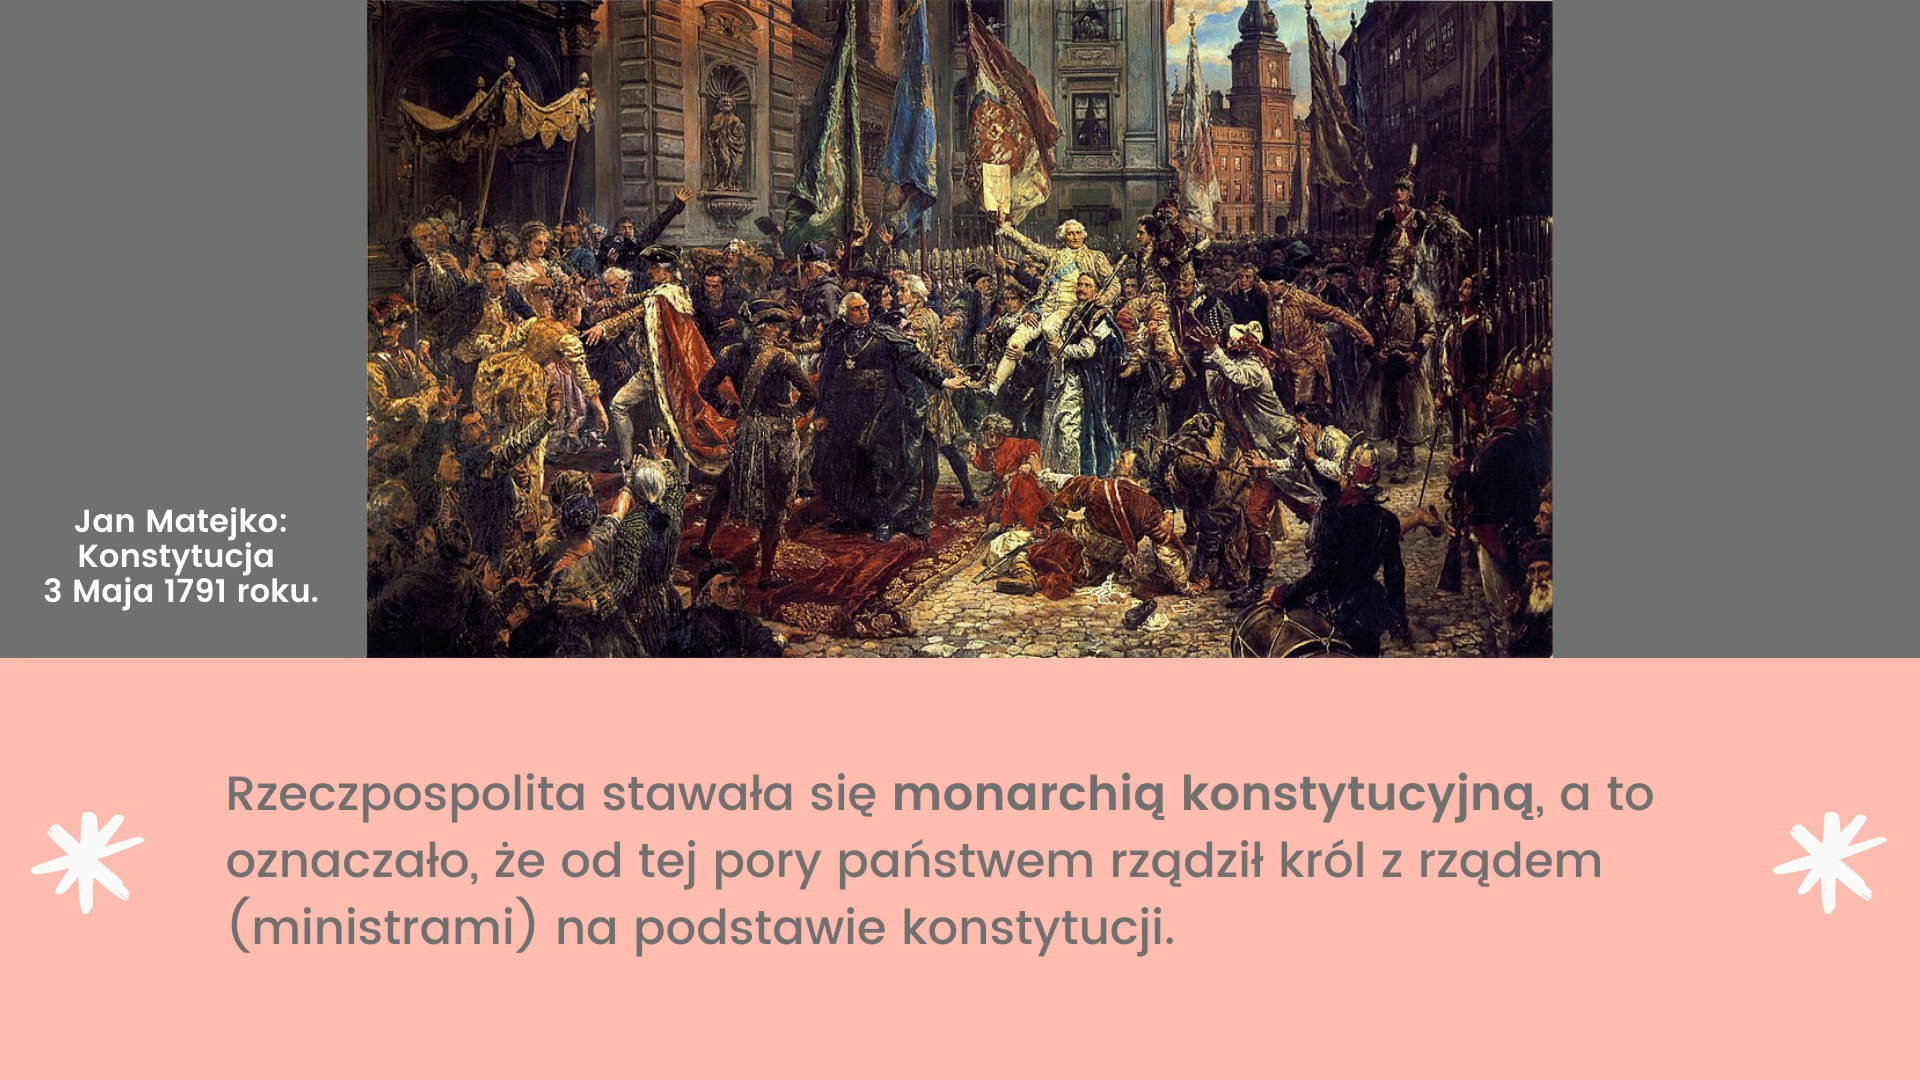 Jan Matejko:
Konstytucja
3 Maja 1791 roku.
Rzeczpospolita stawała się monarchią konstytucyjną, a to
oznaczało, że od tej pory państwem rządził król z rządem
(ministrami) na podstawie konstytucji.